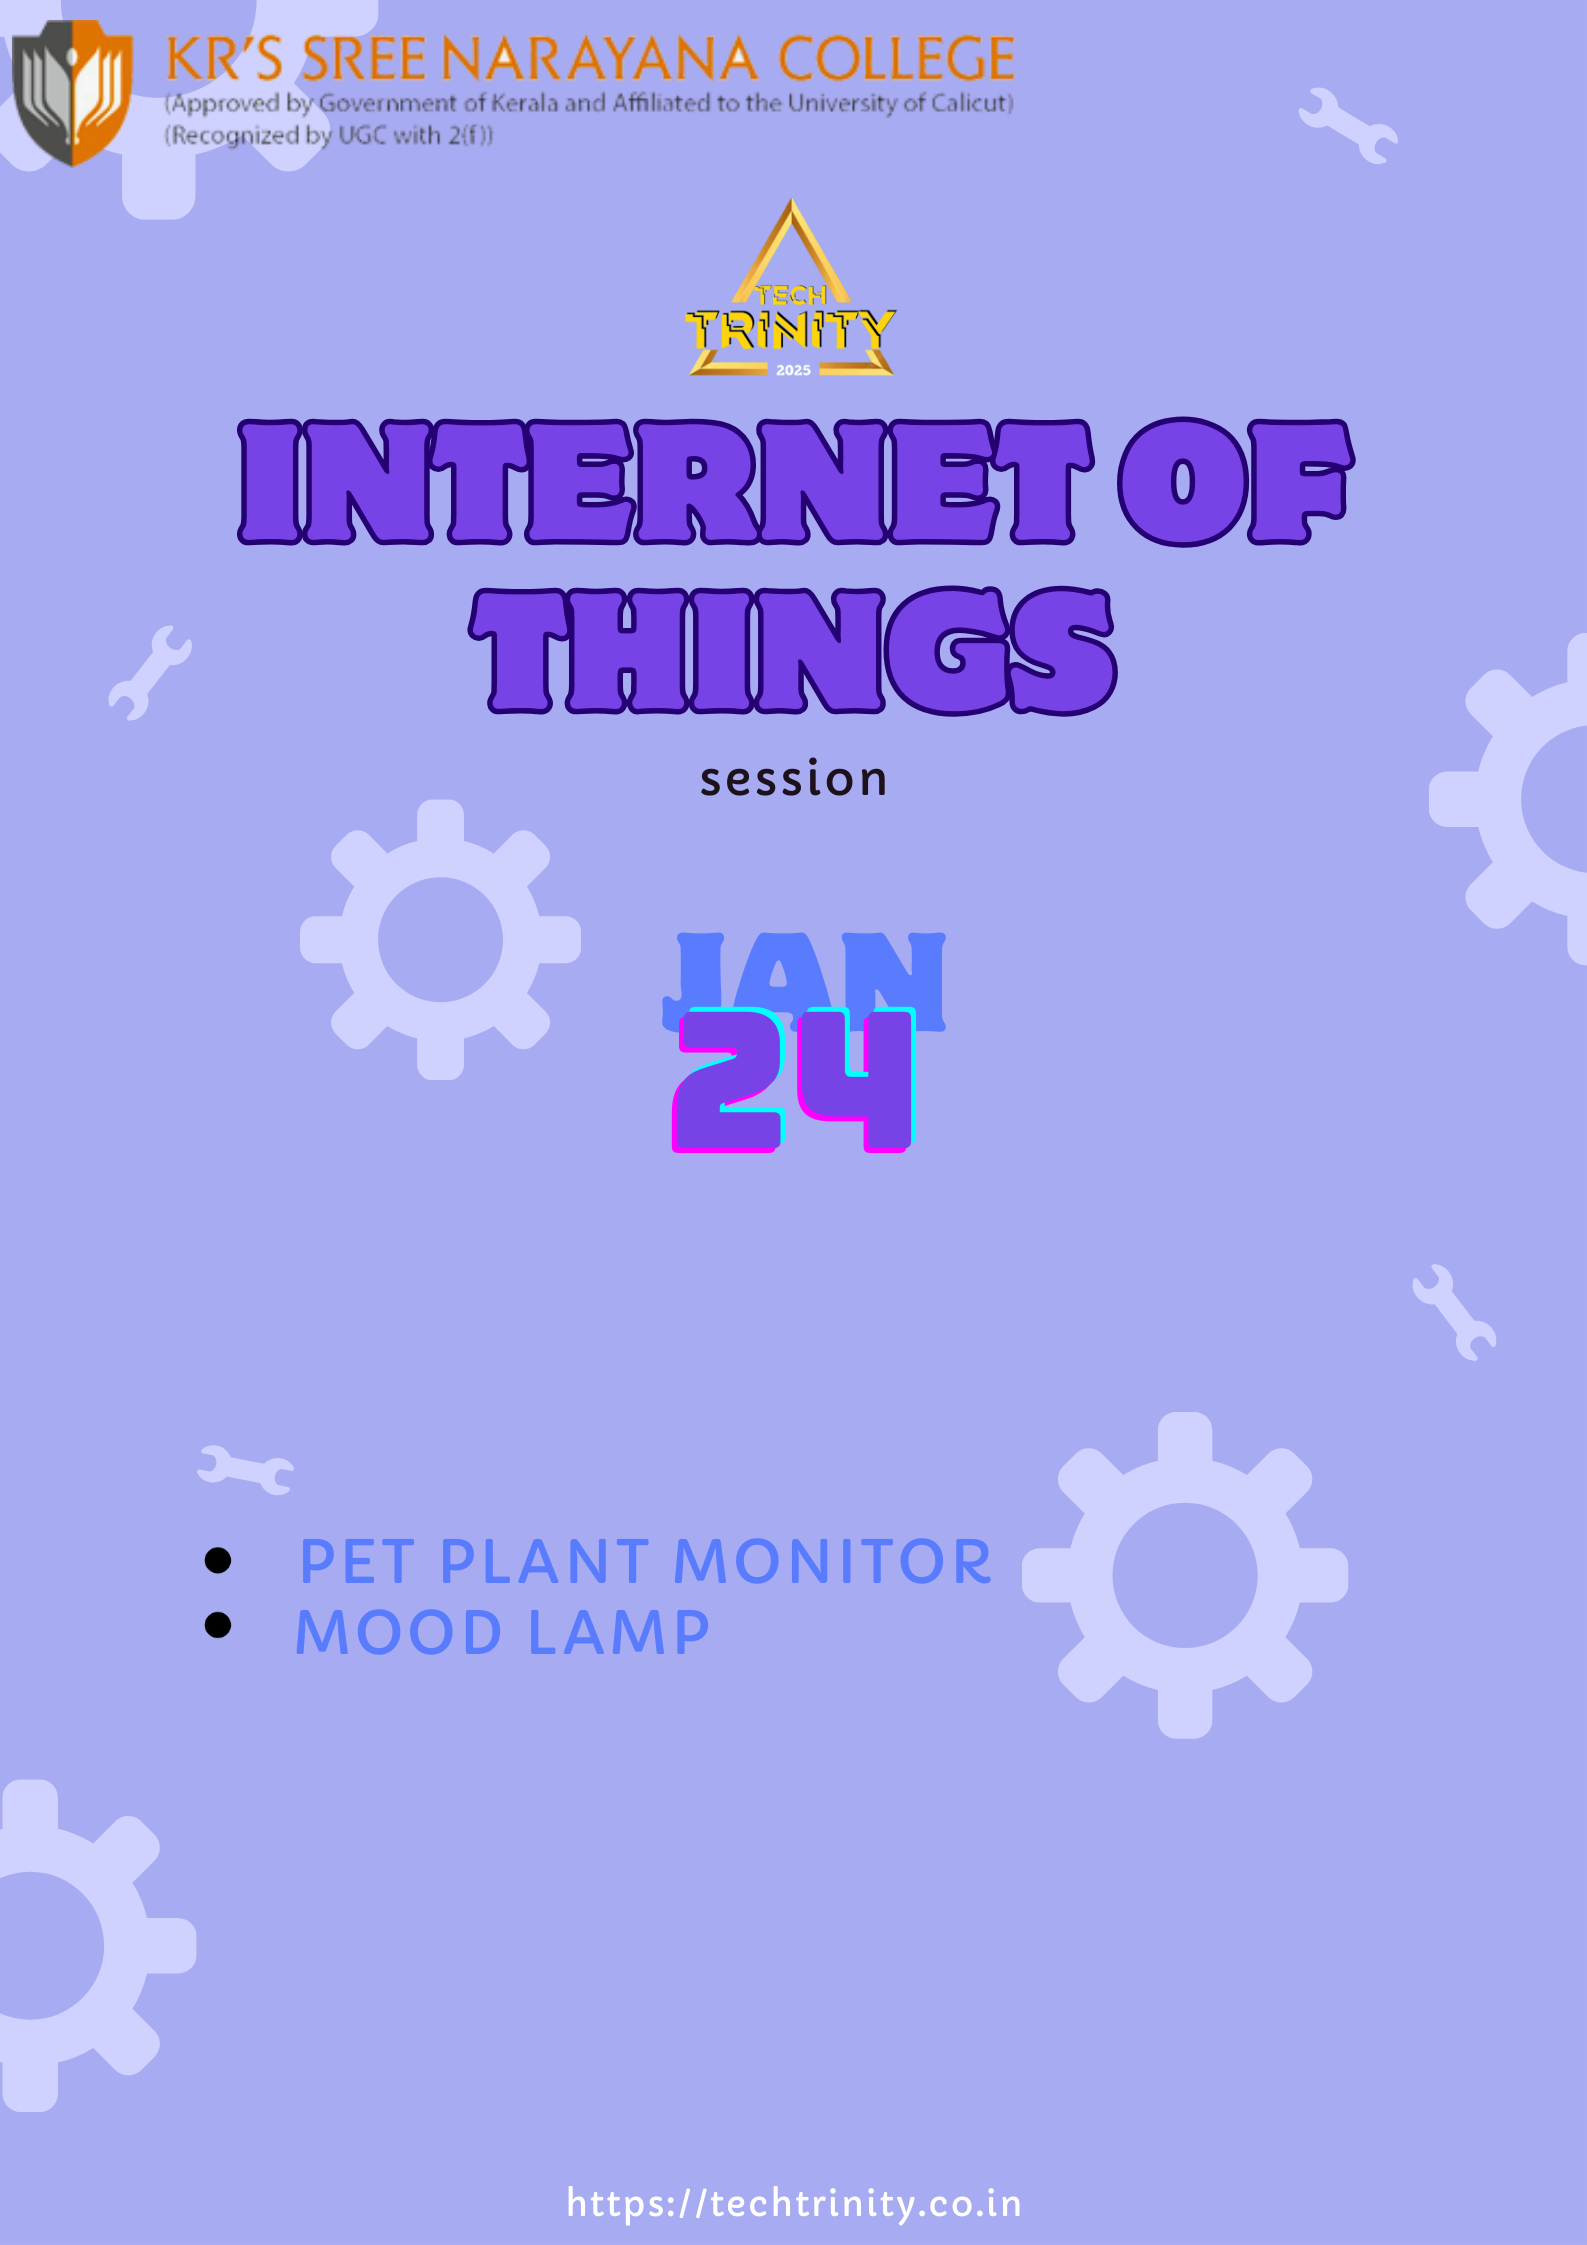 KR'S SREE NARAYANA COLLEGE
(Approved by Government of Kerala and Affiliated to the University of Calicut)
(Recognized by UGC with 2(f))
TECH
TRINITY
2025
INTERNET OF
THINGS
session
JAN
24
• PET PLANT MONITOR
• MOOD LAMP
https://techtrinity.co.in